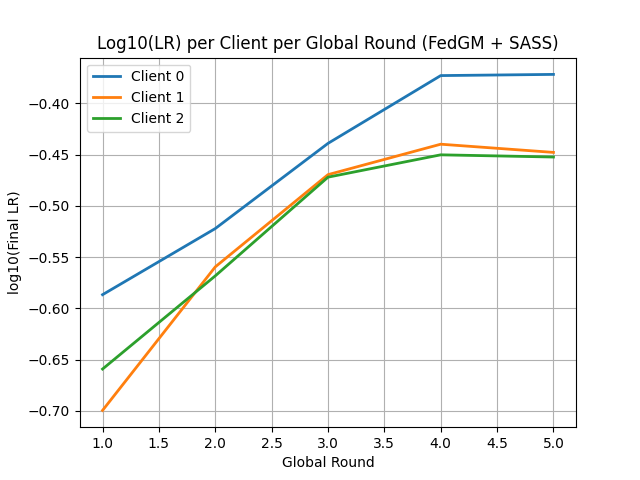 Log10(LR) per Client per Global Round (FedGM + SASS)
Client 0
Client 1
Client 2
log10(Final LR)
−0.40
−0.45
−0.50
−0.55
−0.60
−0.65
−0.70
1.0 1.5 2.0 2.5 3.0 3.5 4.0 4.5 5.0
Global Round